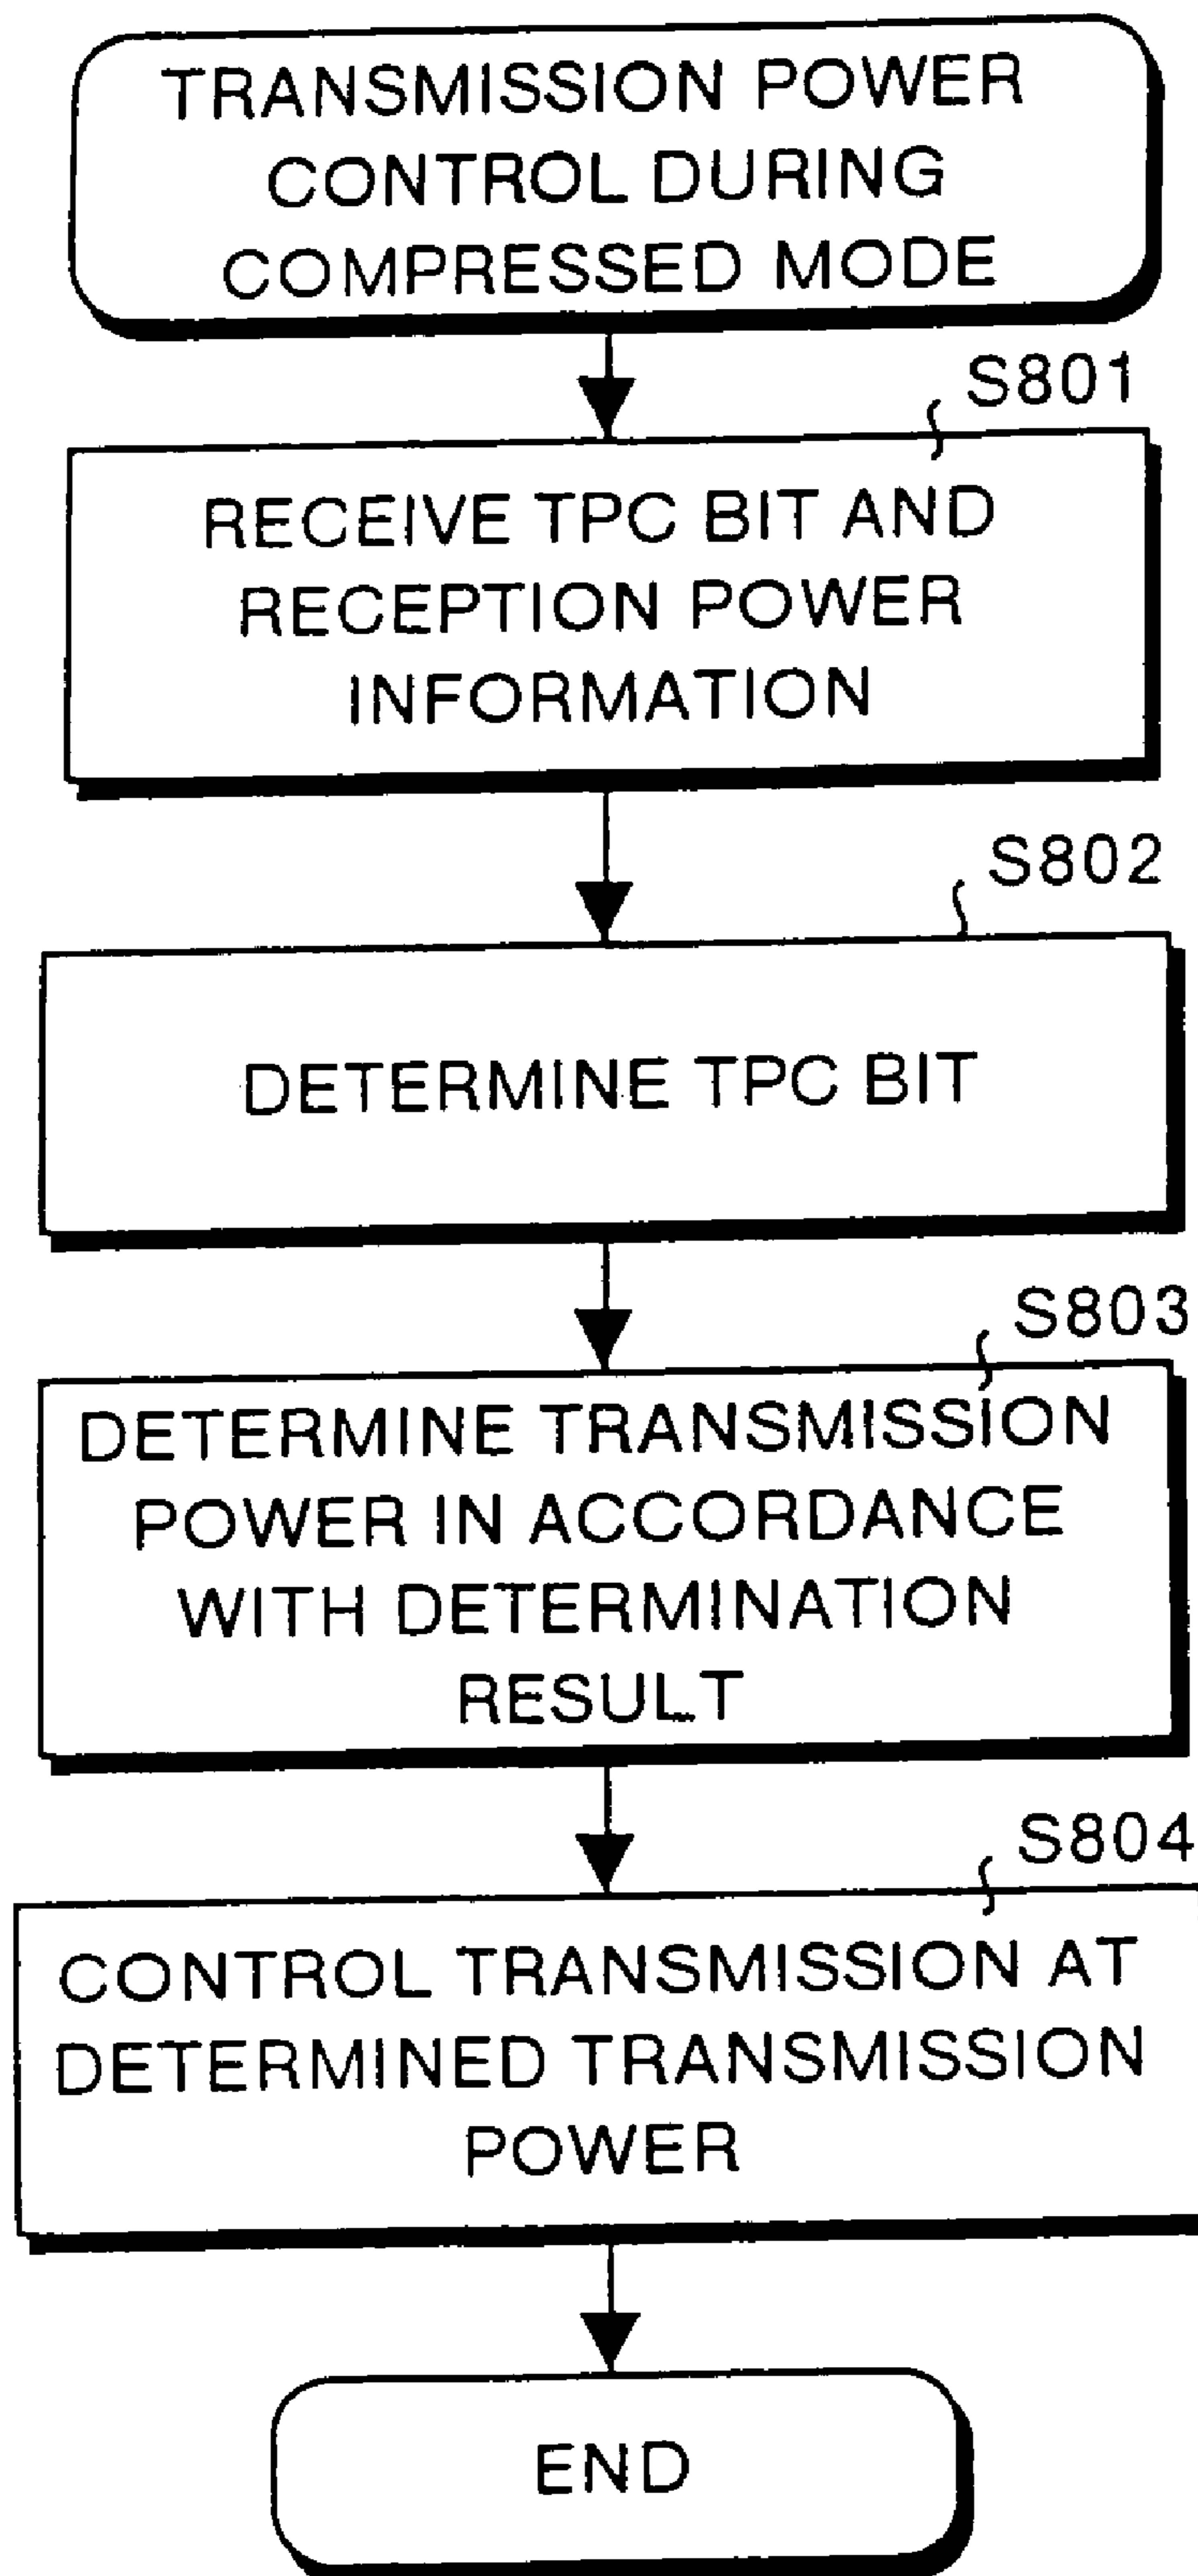 TRANSMISSION POWER
CONTROL DURING
COMPRESSED MODE
S801
RECEIVE TPC BIT AND
RECEPTION POWER
INFORMATION
S802
DETERMINE TPC BIT
S803
DETERMINE TRANSMISSION
POWER IN ACCORDANCE
WITH DETERMINATION
RESULT
S804
CONTROL TRANSMISSION AT
DETERMINED TRANSMISSION
POWER
END